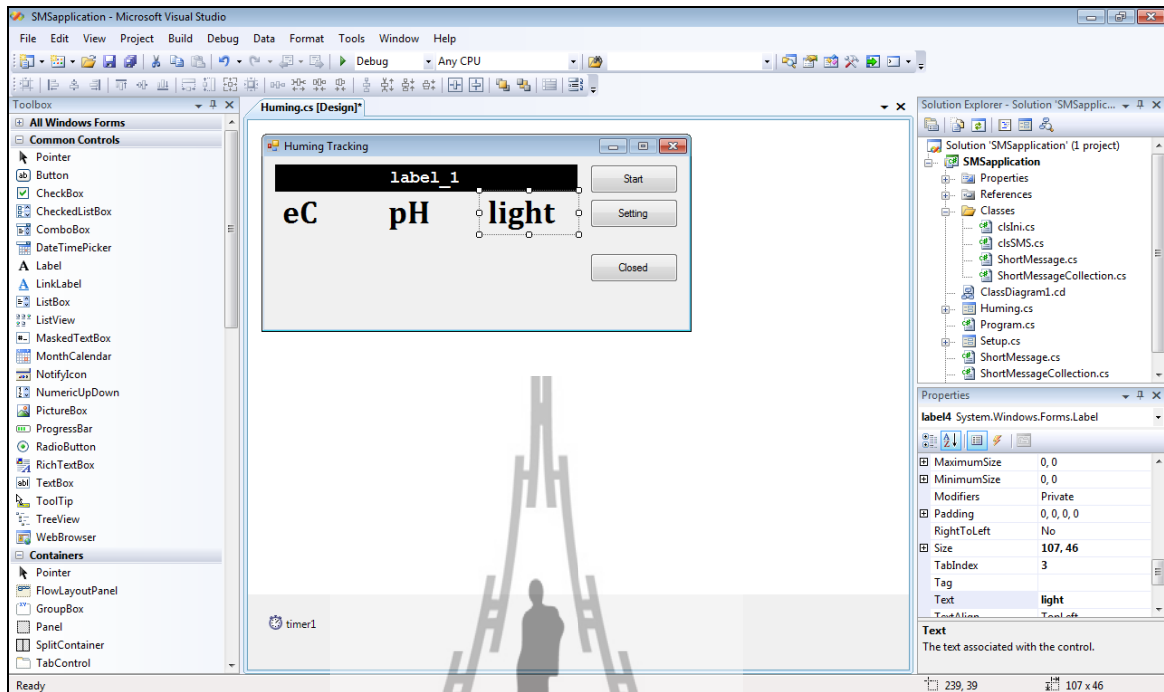 SMSapplication - Microsoft Visual Studio
File Edit View Project Build Debug Data Format Tools Window Help
Debug Any CPU
Toolbox
All Windows Forms
Common Controls
Pointer
Button
CheckBox
CheckedListBox
ComboBox
DateTimePicker
A Label
A LinkLabel
ListBox
ListView
MaskedTextBox
MonthCalendar
NotifyIcon
NumericUpDown
PictureBox
ProgressBar
RadioButton
RichTextBox
TextBox
ToolTip
TreeView
WebBrowser
Containers
Pointer
FlowLayoutPanel
GroupBox
Panel
SplitContainer
TabControl
Huming.cs [Design]*
Huming Tracking
label_1
Start
eC pH light
Setting
Closed
timer1
Solution Explorer - Solution 'SMSapplic...
Solution 'SMSapplication' (1 project)
SMSapplication
Properties
References
Classes
clsIni.cs
clsSMS.cs
ShortMessage.cs
ShortMessageCollection.cs
ClassDiagram1.cd
Huming.cs
Program.cs
Setup.cs
ShortMessage.cs
ShortMessageCollection.cs
Properties
label4 System.Windows.Forms.Label
MaximumSize 0, 0
MinimumSize 0, 0
Modifiers Private
Padding 0, 0, 0, 0
RightToLeft No
Size 107, 46
TabIndex 3
Tag
Text light
TextAlign TopLeft
Text
The text associated with the control.
Ready 239, 39 107 x 46